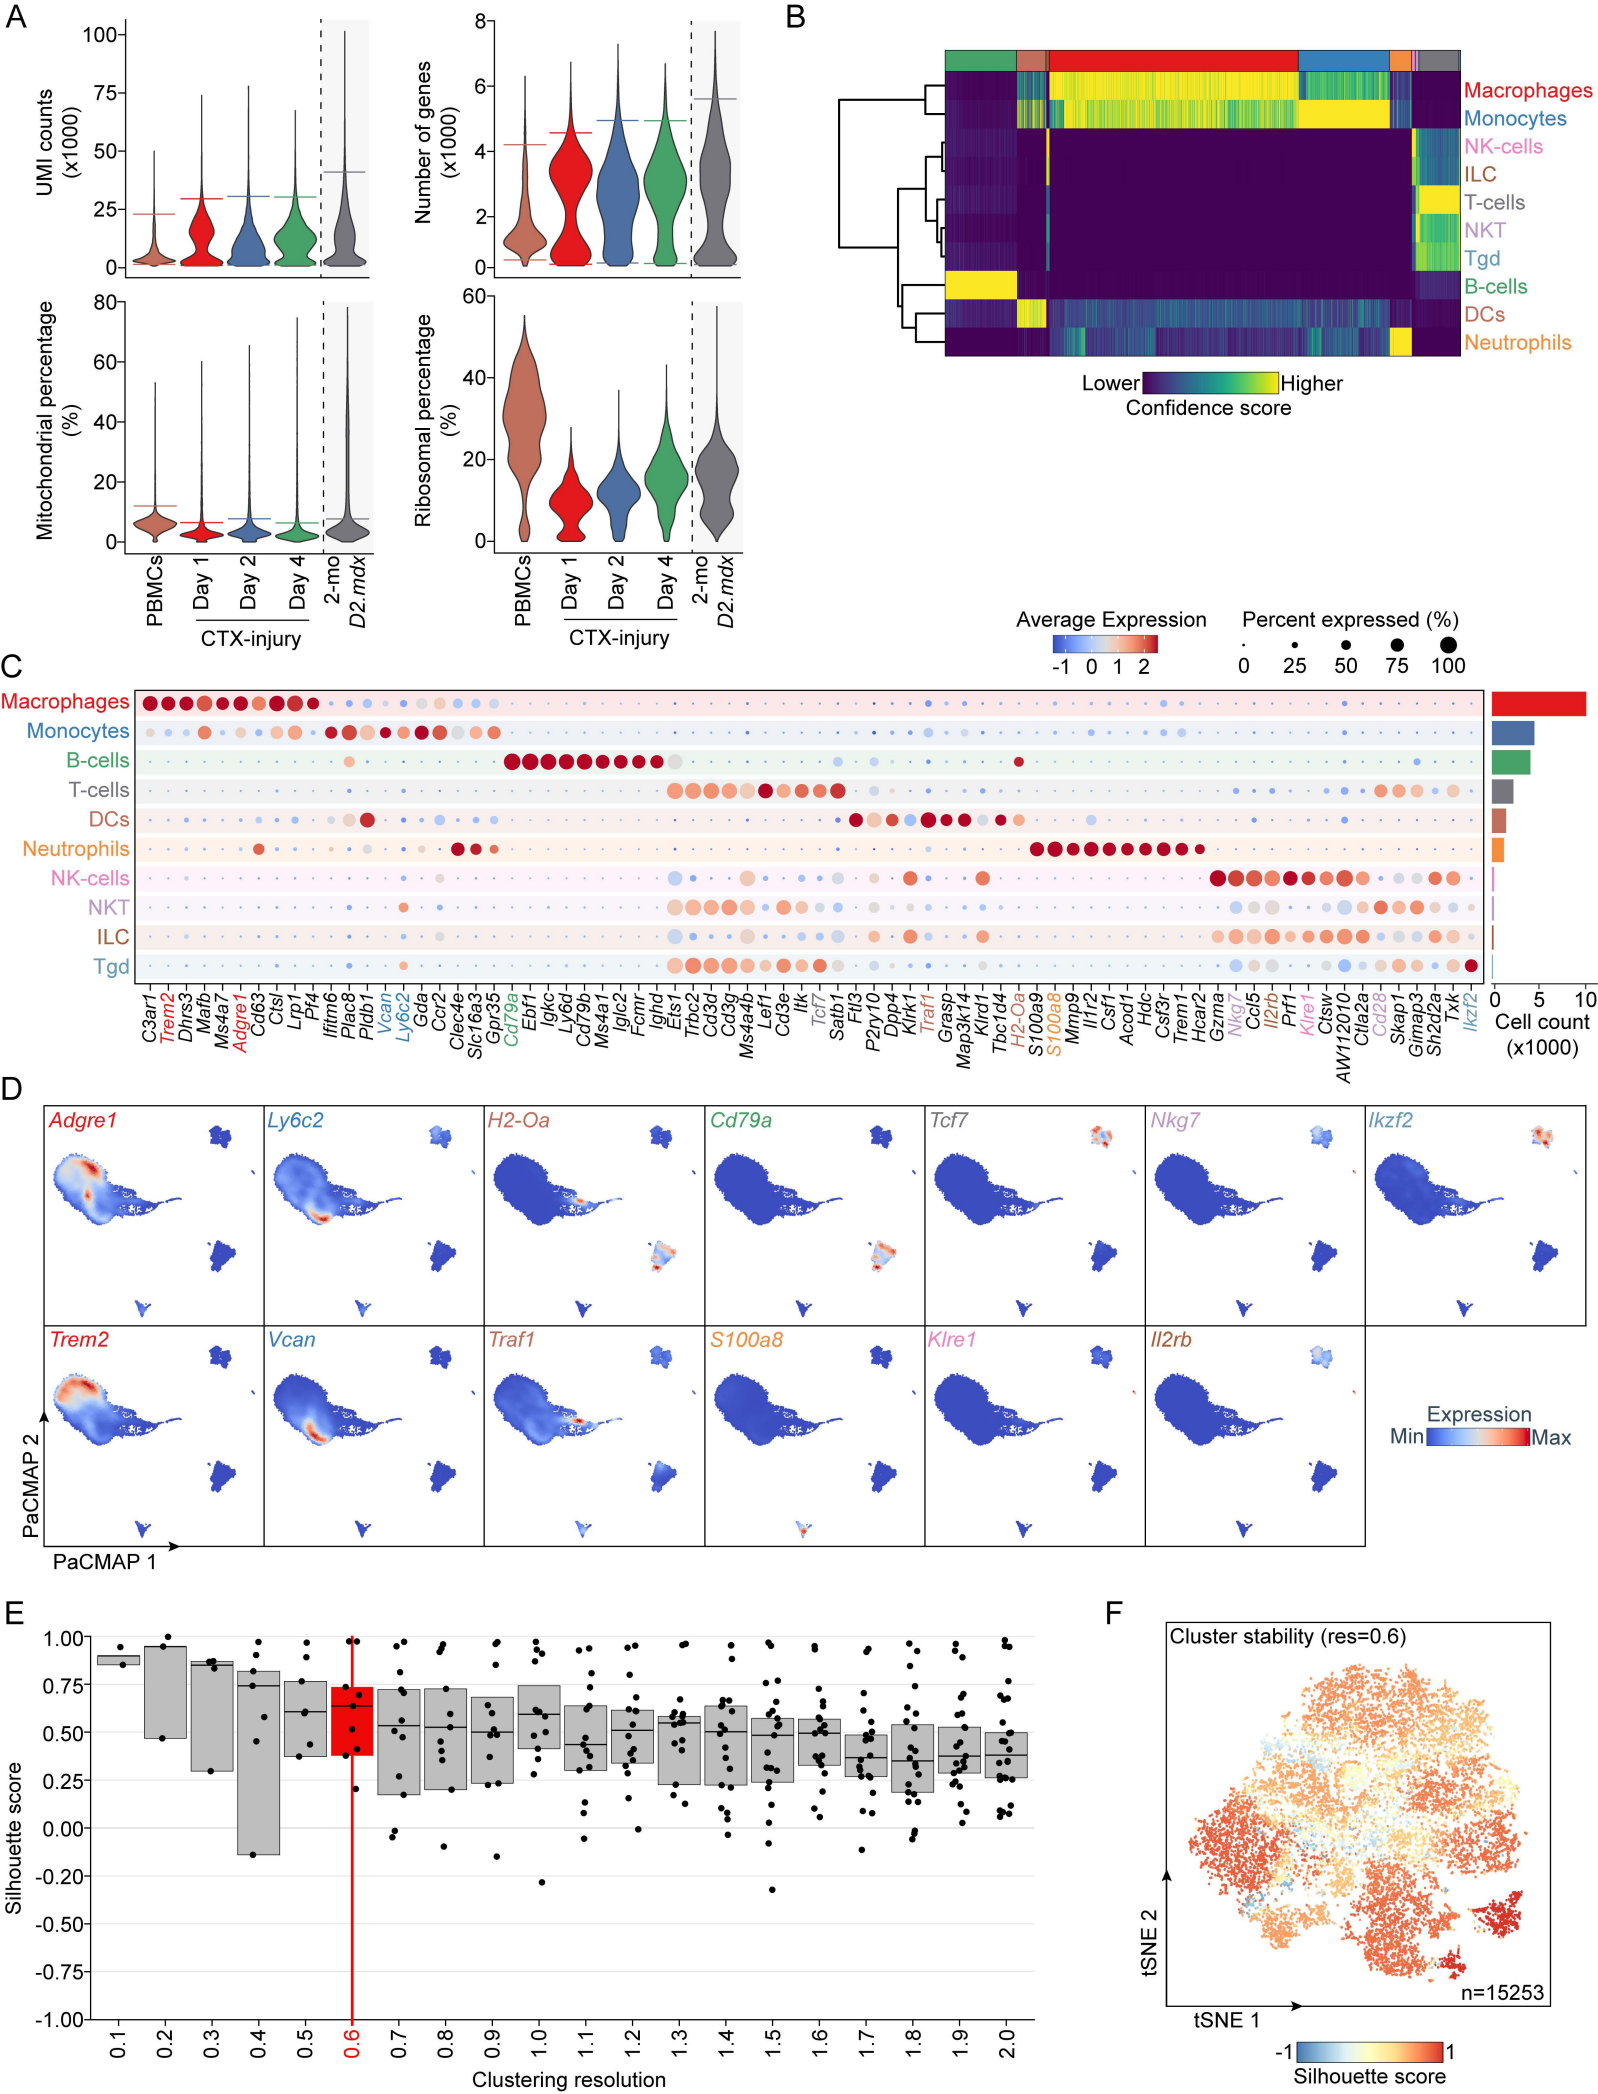 A
UMI counts
(x1000)
100
75
50
25
0
Number of genes
(x1000)
8
6
4
2
0
Mitochondrial percentage
(%)
80
60
40
20
0
Ribosomal percentage
(%)
60
40
20
0
PBMCs
Day 1
Day 2
Day 4
2-mo
D2.mdx
CTX-injury
PBMCs
Day 1
Day 2
Day 4
2-mo
D2.mdx
CTX-injury
B
Macrophages
Monocytes
NK-cells
ILC
T-cells
NKT
Tgd
B-cells
DCs
Neutrophils
Lower Higher
Confidence score
Average Expression
-1 0 1 2
Percent expressed (%)
0 25 50 75 100
C
Macrophages
Monocytes
B-cells
T-cells
DCs
Neutrophils
NK-cells
NKT
ILC
Tgd
C3ar1
Trem2
Dhrs3
Mafb
Ms4a7
Adgre1
Cd63
Ctsl
Lrp1
Pf4
Ifitm6
Plac8
Pldb1
Vcan
Ly6c2
Gda
Ccr2
Clec4e
Slc16a3
Gpr35
Cd79a
Ebf1
Igkc
Ly6d
Cd79b
Ms4a1
Iglc2
Fcmr
Ighd
Ets1
Trbc2
Cd3d
Cd3g
Ms4a4b
Lef1
Cd3e
Itk
Tcf7
Satb1
Flt3
P2ry10
Dpp4
Klrk1
Traf1
Grasp
Map3k14
Klrd1
Tbc1d4
H2-Oa
S100a9
S100a8
Mmp9
Il1r2
Csf1
Acod1
Hdc
Csf3r
Trem1
Hcar2
Gzma
Nkg7
Ccl5
Il2rb
Prf1
Klre1
Ctsw
AW112010
Ctla2a
Cd28
Skap1
Gimap3
Sh2d2a
Txk
Ikzf2
0 5 10
Cell count
(x1000)
D
Adgre1
Ly6c2
H2-Oa
Cd79a
Tcf7
Nkg7
Ikzf2
Trem2
Vcan
Traf1
S100a8
Klre1
Il2rb
PaCMAP 2
PaCMAP 1
Expression
Min Max
E
Silhouette score
1.00
0.75
0.50
0.25
0.00
-0.20
-0.50
-0.75
-1.00
0.1
0.2
0.3
0.4
0.5
0.6
0.7
0.8
0.9
1.0
1.1
1.2
1.3
1.4
1.5
1.6
1.7
1.8
1.9
2.0
Clustering resolution
F
Cluster stability (res=0.6)
n=15253
tSNE 2
tSNE 1
-1 1
Silhouette score